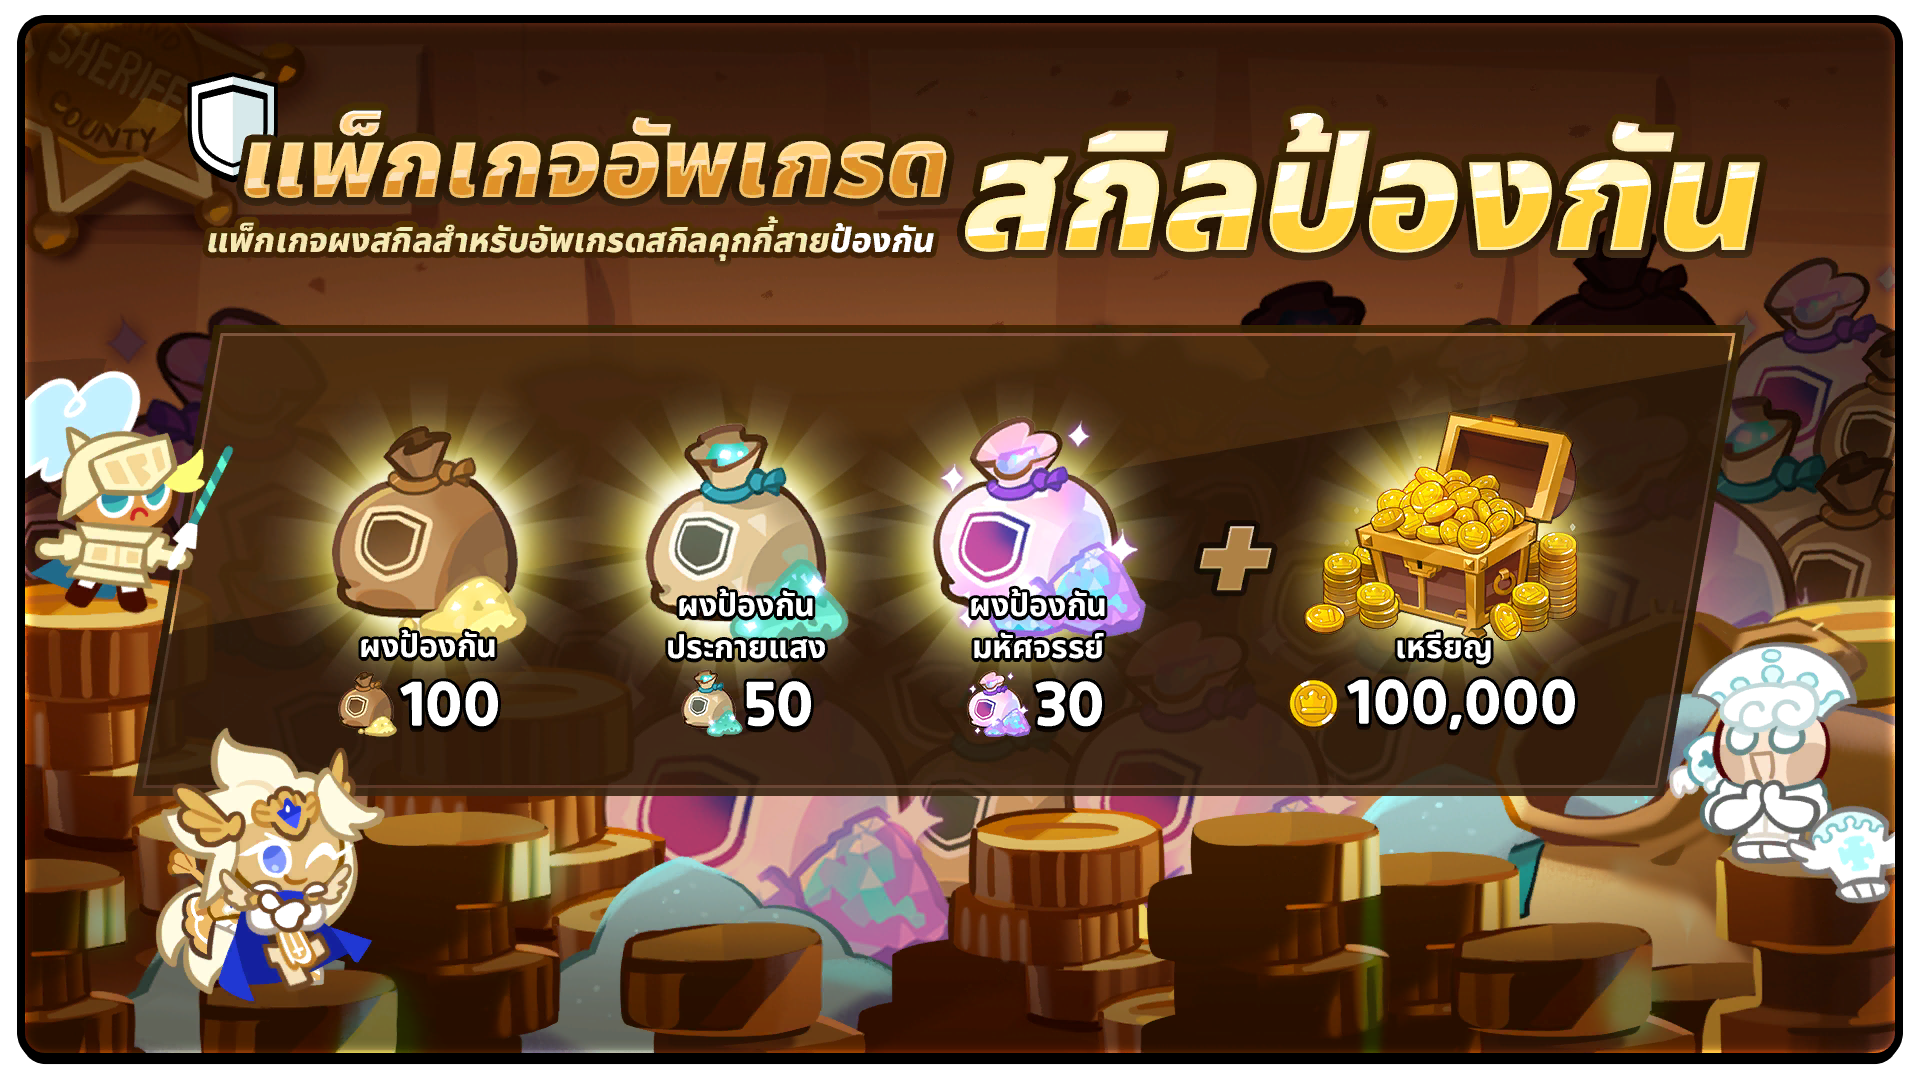 SHERIFF
COUNTY
แพ็กเกจอัพเกรด
สกิลป้องกัน
แพ็กเกจผงสกิลสำหรับอัพเกรดสกิลคุกกี้สายป้องกัน
ผงป้องกัน
100
ผงป้องกัน
ประกายแสง
50
ผงป้องกัน
มหัศจรรย์
30
+
เหรียญ
100,000